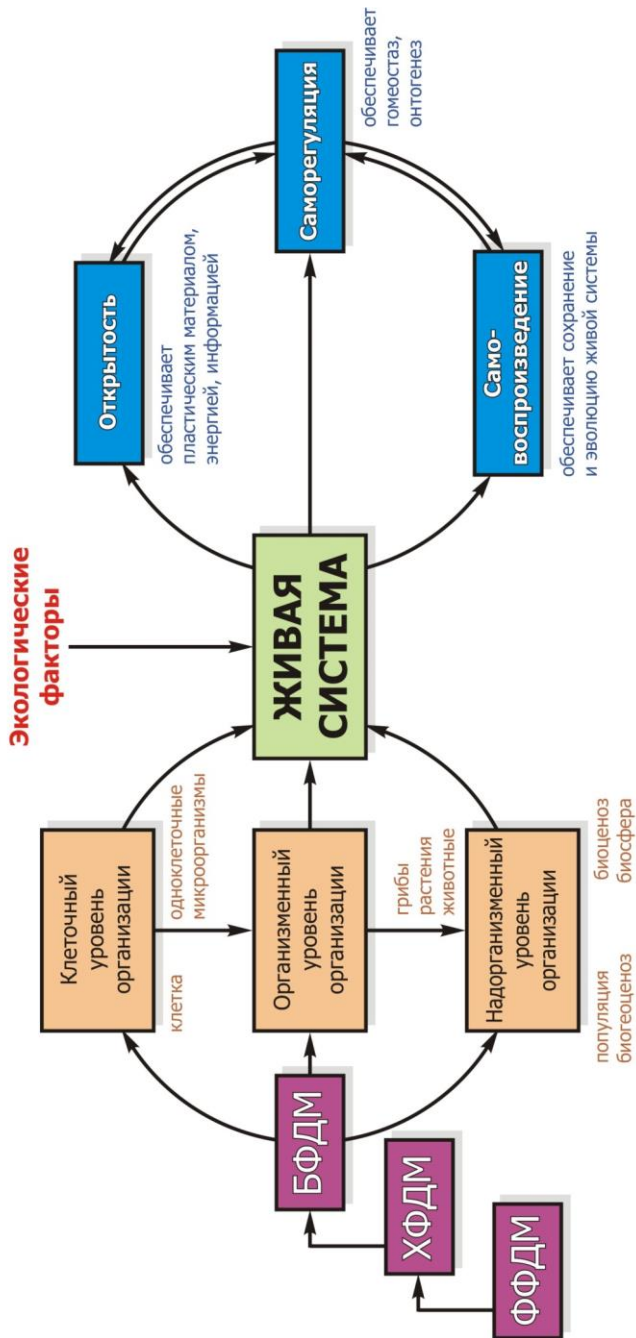 Экологические
факторы
ФФДМ
ХФДМ
БФДМ
Клеточный
уровень
организации
клетка
одноклеточные
микроорганизмы
Организменный
уровень
организации
грибы
растения
животные
Надорганизменный
уровень
организации
популяция
биогеоценоз
биоценоз
биосфера
ЖИВАЯ
СИСТЕМА
Открытость
обеспечивает
пластическим материалом,
энергией, информацией
Саморегуляция
обеспечивает
гомеостаз,
онтогенез
Само-
воспроизведение
обеспечивает сохранение
и эволюцию живой системы